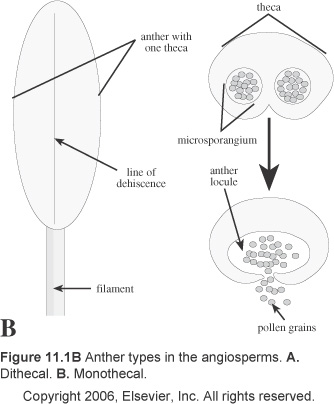 theca
anther with
one theca
microsporangium
line of
dehiscence
anther
locule
filament
pollen grains
B
Figure 11.1B Anther types in the angiosperms. A.
Dithecal. B. Monothecal.
Copyright 2006, Elsevier, Inc. All rights reserved.